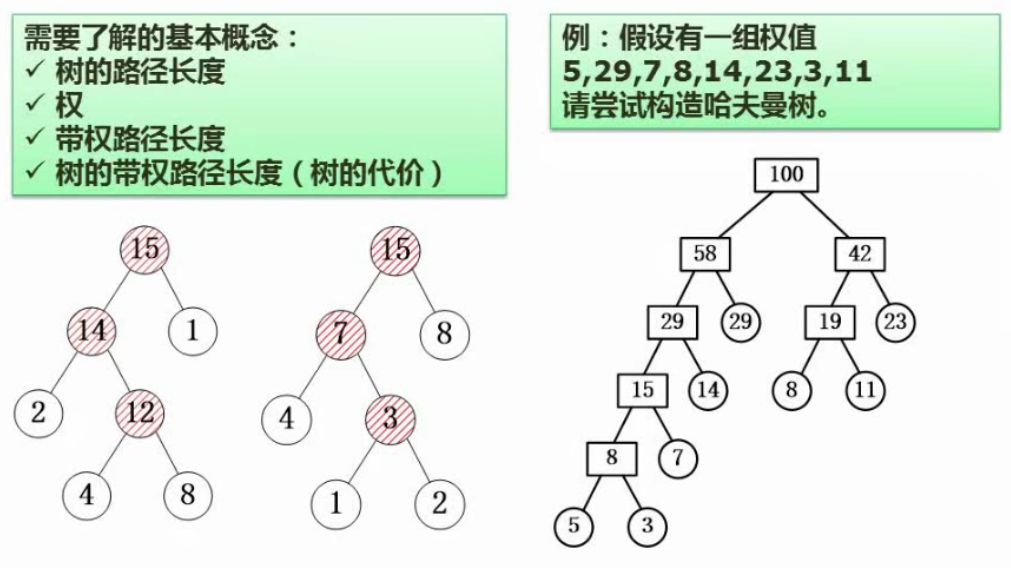 需要了解的基本概念：
✓ 树的路径长度
✓ 权
✓ 带权路径长度
✓ 树的带权路径长度（树的代价）
例：假设有一组权值
5,29,7,8,14,23,3,11
请尝试构造哈夫曼树。
15
14 1
2 12
4 8
15
7 8
4 3
1 2
100
58 42
29 29 19 23
15 14 8 11
8 7
5 3